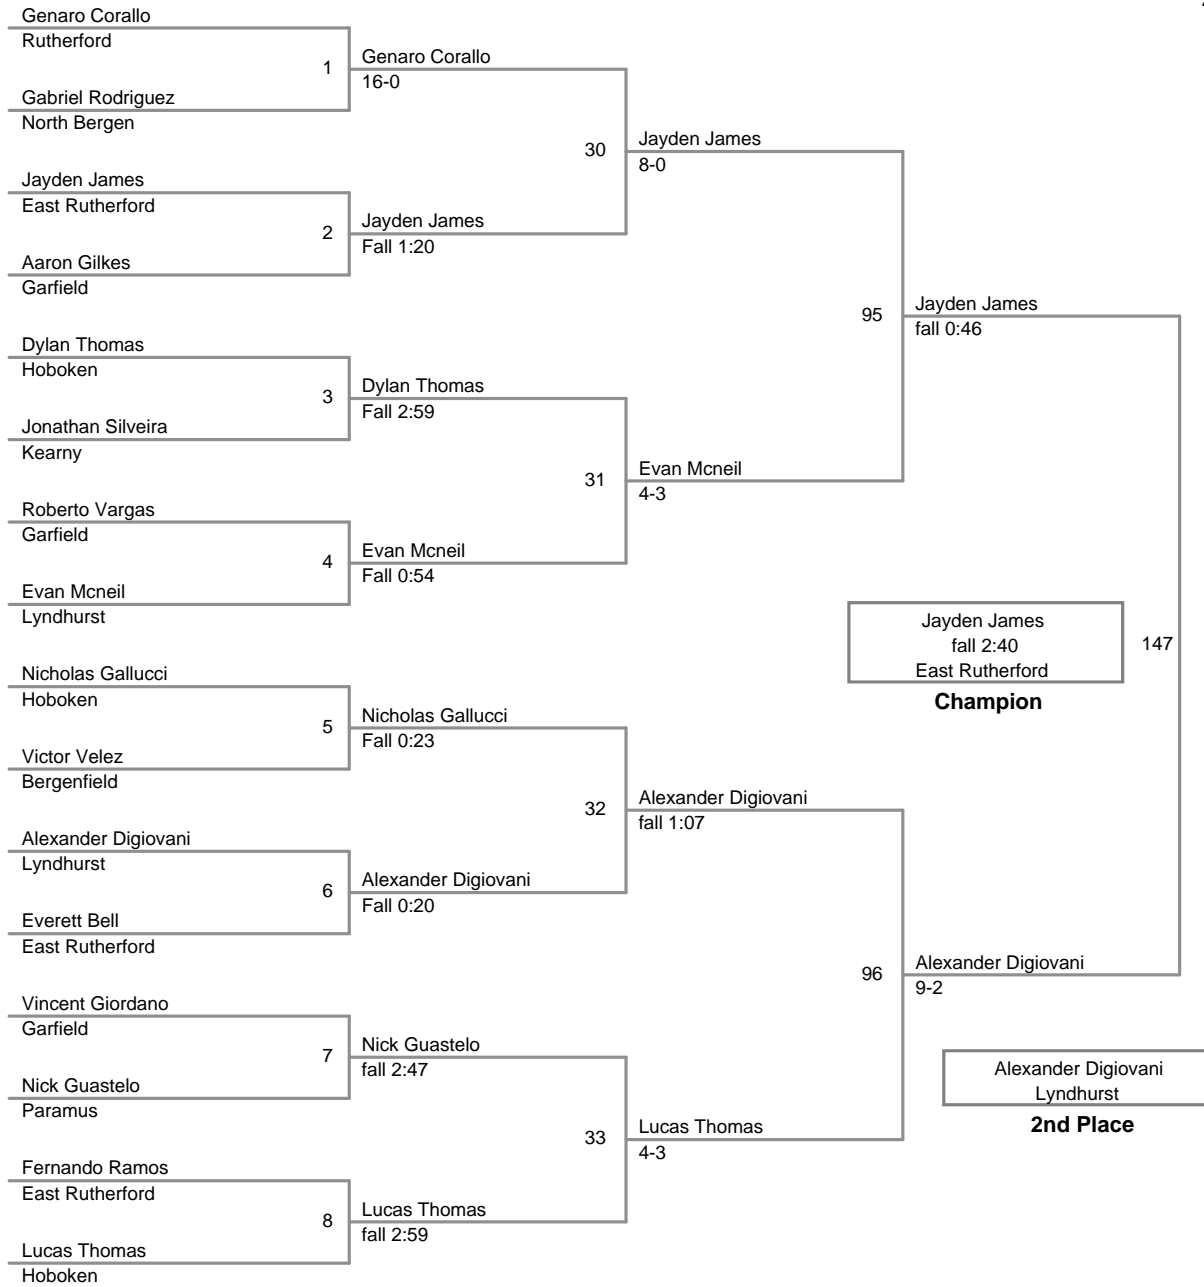 Genaro Corallo
Rutherford
1
Gabriel Rodriguez
North Bergen
Genaro Corallo
16-0
Jayden James
East Rutherford
2
Aaron Gilkes
Garfield
Jayden James
Fall 1:20
30
Jayden James
8-0
Dylan Thomas
Hoboken
3
Jonathan Silveira
Kearny
Dylan Thomas
Fall 2:59
Roberto Vargas
Garfield
4
Evan Mcneil
Lyndhurst
Evan Mcneil
Fall 0:54
31
Evan Mcneil
4-3
95
Jayden James
fall 0:46
Nicholas Gallucci
Hoboken
5
Victor Velez
Bergenfield
Nicholas Gallucci
Fall 0:23
Alexander Digiovani
Lyndhurst
6
Everett Bell
East Rutherford
Alexander Digiovani
Fall 0:20
32
Alexander Digiovani
fall 1:07
Vincent Giordano
Garfield
7
Nick Guastelo
Paramus
Nick Guastelo
fall 2:47
Fernando Ramos
East Rutherford
8
Lucas Thomas
Hoboken
Lucas Thomas
fall 2:59
33
Lucas Thomas
4-3
96
Alexander Digiovani
9-2
147
Jayden James
fall 2:40
East Rutherford
Champion
Alexander Digiovani
Lyndhurst
2nd Place